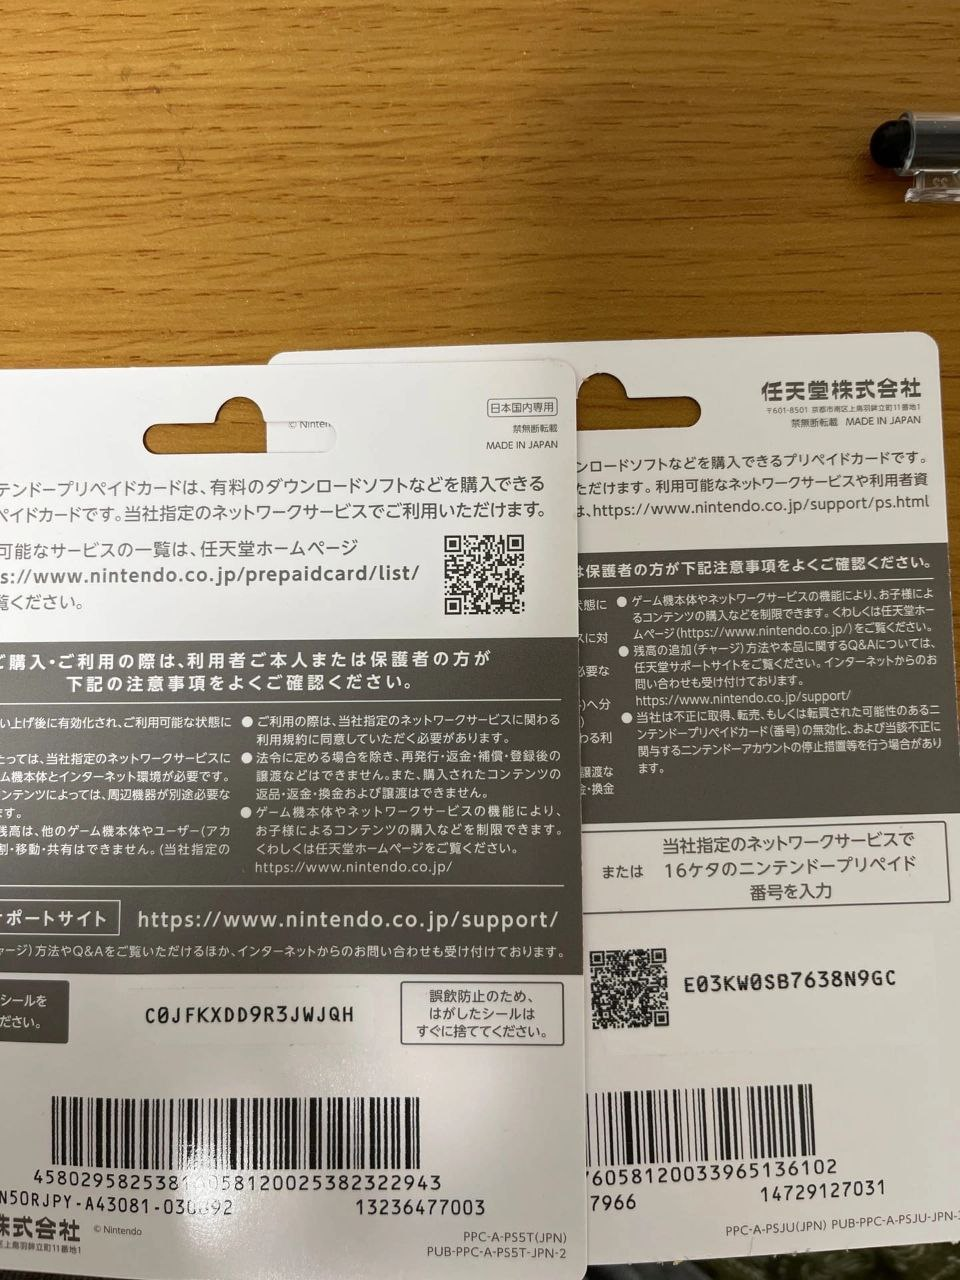 © Ninten
日本国内専用
禁無断転載
MADE IN JAPAN
テンドープリペイドカードは、有料のダウンロードソフトなどを購入できる
ペイドカードです。当社指定のネットワークサービスでご利用いただけます。
可能なサービスの一覧は、任天堂ホームページ
s://www.nintendo.co.jp/prepaidcard/list/
覧ください。
ご購入・ご利用の際は、利用者ご本人または保護者の方が
下記の注意事項をよくご確認ください。
い上げ後に有効化され、ご利用可能な状態に
たっては、当社指定のネットワークサービスに
ム機本体とインターネット環境が必要です。
ンテンツによっては、周辺機器が別途必要な
ます。
残高は、他のゲーム機本体やユーザー(アカ
割・移動・共有はできません。(当社指定の
● ご利用の際は、当社指定のネットワークサービスに関わる
利用規約に同意していただく必要があります。
● 法令に定める場合を除き、再発行・返金・補償・登録後の
譲渡などはできません。また、購入されたコンテンツの
返品・返金・換金および譲渡はできません。
● ゲーム機本体やネットワークサービスの機能により、
お子様によるコンテンツの購入などを制限できます。
くわしくは任天堂ホームページをご覧ください。
https://www.nintendo.co.jp/
ポートサイト
https://www.nintendo.co.jp/support/
ャージ)方法やQ&Aをご覧いただけるほか、インターネットからのお問い合わせも受け付けております。
シールを
ださい。
C0JFKXDD9R3JWJQH
誤飲防止のため、
はがしたシールは
すぐに捨ててください。
13236477003
株式会社
© Nintendo
PPC-A-PS5T(JPN)
PUB-PPC-A-PS5T-JPN-2
任天堂株式会社
〒601-8501 京都市南区上鳥羽鉾立町11番地1
禁無断転載 MADE IN JAPAN
ンロードソフトなどを購入できるプリペイドカードです。
ただけます。利用可能なネットワークサービスや利用者資
は、https://www.nintendo.co.jp/support/ps.html
は保護者の方が下記注意事項をよくご確認ください。
状態に
スに対
必要な
へ分
わる利
譲渡な
金・換金
● ゲーム機本体やネットワークサービスの機能により、お子様によ
るコンテンツの購入などを制限できます。くわしくは任天堂ホー
ムページ(https://www.nintendo.co.jp/)をご覧ください。
● 残高の追加(チャージ)方法や本品に関するQ&Aについては、
任天堂サポートサイトをご覧ください。インターネットからのお
問い合わせも受け付けております。
https://www.nintendo.co.jp/support/
● 当社は不正に取得、転売、もしくは転買された可能性のあるニ
ンテンドープリペイドカード(番号)の無効化、および当該不正に
関与するニンテンドーアカウントの停止措置等を行う場合があり
ます。
または
当社指定のネットワークサービスで
16ケタのニンテンドープリペイド
番号を入力
E03KW0SB7638N9GC
7605812003396513​6102
7966
14729127031
PPC-A-PSJU(JPN) PUB-PPC-A-PSJU-JPN-